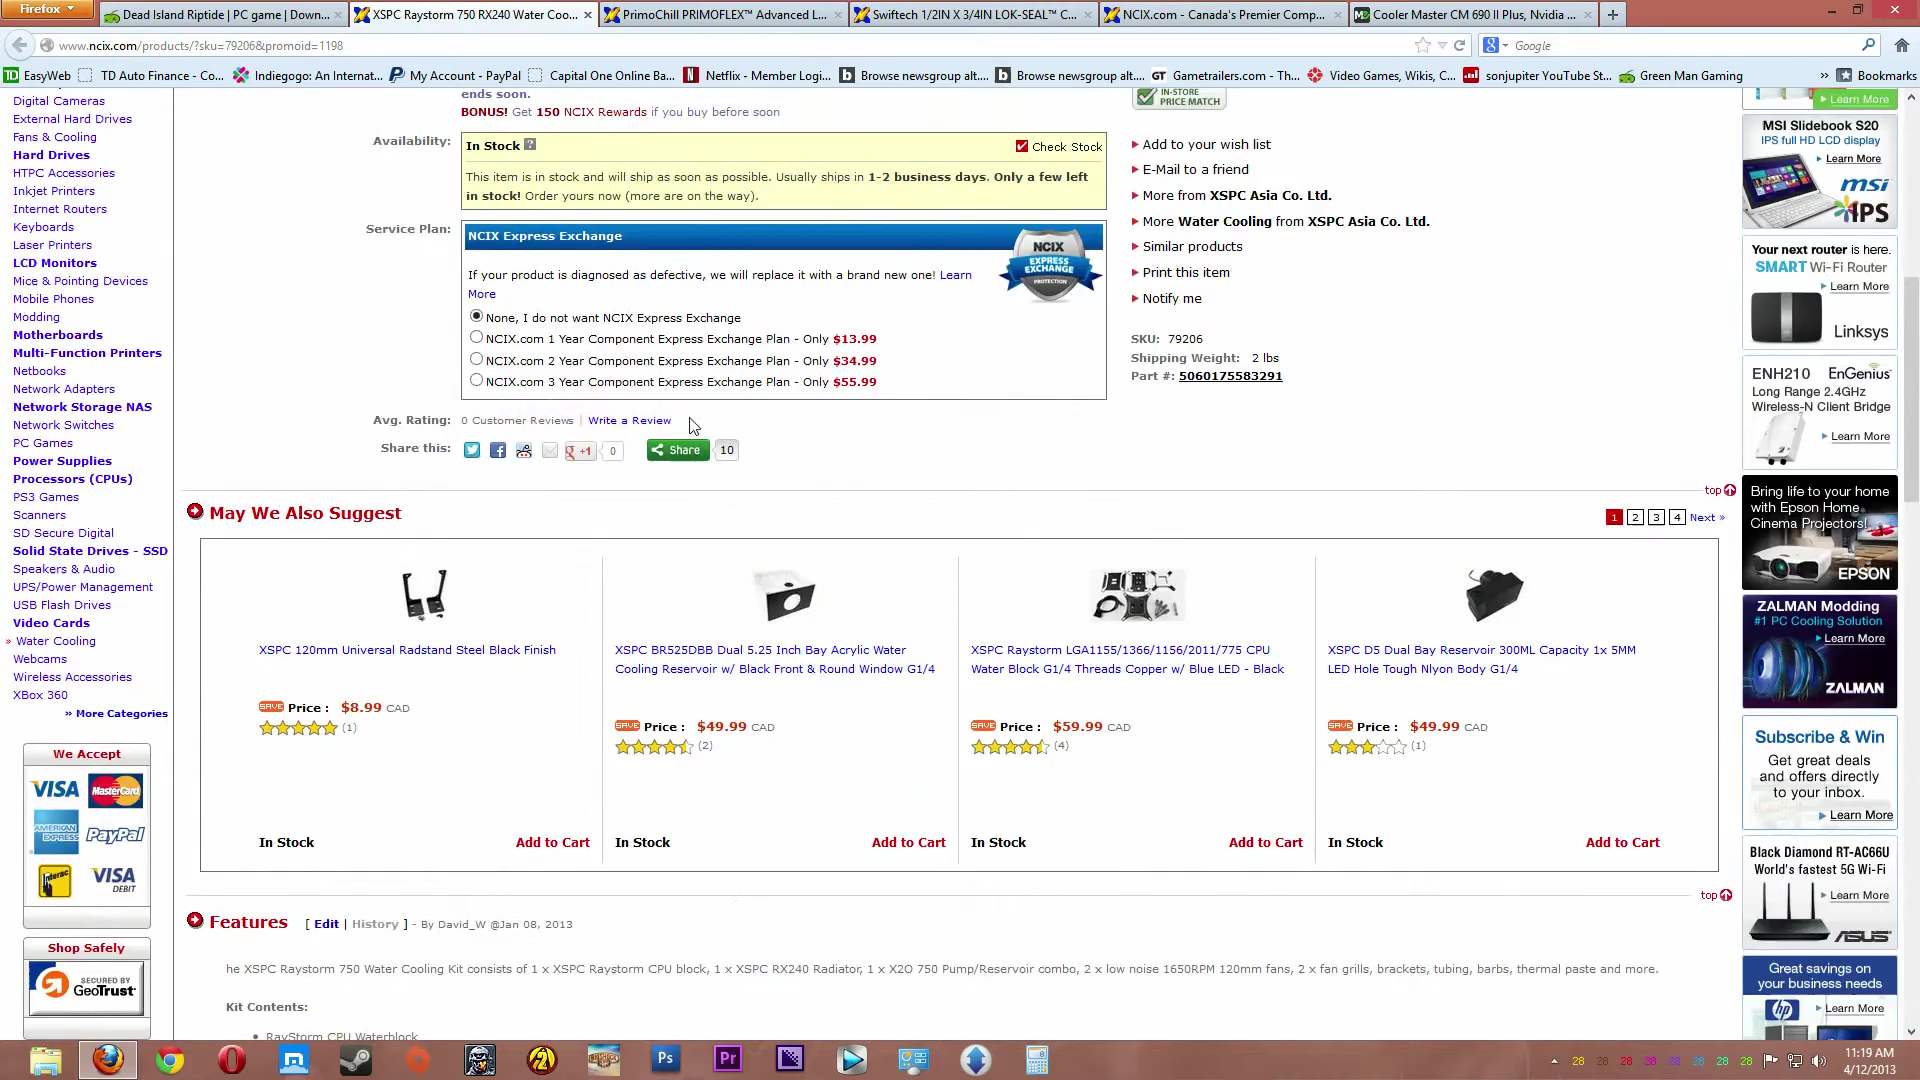 Firefox
Dead Island Riptide | PC game | Down...
XSPC Raystorm 750 RX240 Water Coo...
PrimoChill PRIMOFLEX™ Advanced L...
Swiftech 1/2IN X 3/4IN LOK-SEAL™ C...
NCIX.com - Canada's Premier Comp...
Cooler Master CM 690 II Plus, Nvidia ...
www.ncix.com/products/?sku=79206&promoid=1198
Google
EasyWeb
TD Auto Finance - Co...
Indiegogo: An Internat...
My Account - PayPal
Capital One Online Ba...
Netflix - Member Logi...
Browse newsgroup alt....
Browse newsgroup alt....
Gametrailers.com - Th...
Video Games, Wikis, C...
sonjupiter YouTube St...
Green Man Gaming
»
Bookmarks
Digital Cameras
External Hard Drives
Fans & Cooling
Hard Drives
HTPC Accessories
Inkjet Printers
Internet Routers
Keyboards
Laser Printers
LCD Monitors
Mice & Pointing Devices
Mobile Phones
Modding
Motherboards
Multi-Function Printers
Netbooks
Network Adapters
Network Storage NAS
Network Switches
PC Games
Power Supplies
Processors (CPUs)
PS3 Games
Scanners
SD Secure Digital
Solid State Drives - SSD
Speakers & Audio
UPS/Power Management
USB Flash Drives
Video Cards
» Water Cooling
Webcams
Wireless Accessories
XBox 360
» More Categories
We Accept
VISA MasterCard
AMERICAN EXPRESS PayPal
Interac VISA DEBIT
Shop Safely
SECURED BY GeoTrust
ends soon.
BONUS! Get 150 NCIX Rewards if you buy before soon
Availability:
In Stock ?
Check Stock
This item is in stock and will ship as soon as possible. Usually ships in 1-2 business days. Only a few left
in stock! Order yours now (more are on the way).
Service Plan:
NCIX Express Exchange
NCIX
EXPRESS
EXCHANGE
PROTECTION
If your product is diagnosed as defective, we will replace it with a brand new one! Learn
More
None, I do not want NCIX Express Exchange
NCIX.com 1 Year Component Express Exchange Plan - Only $13.99
NCIX.com 2 Year Component Express Exchange Plan - Only $34.99
NCIX.com 3 Year Component Express Exchange Plan - Only $55.99
Avg. Rating: 0 Customer Reviews | Write a Review
Share this:
+1 0
Share 10
IN-STORE
PRICE MATCH
Add to your wish list
E-Mail to a friend
More from XSPC Asia Co. Ltd.
More Water Cooling from XSPC Asia Co. Ltd.
Similar products
Print this item
Notify me
SKU: 79206
Shipping Weight: 2 lbs
Part #: 5060175583291
top
May We Also Suggest
1 2 3 4 Next »
XSPC 120mm Universal Radstand Steel Black Finish
SAVE Price : $8.99 CAD
(1)
In Stock
Add to Cart
XSPC BR525DBB Dual 5.25 Inch Bay Acrylic Water
Cooling Reservoir w/ Black Front & Round Window G1/4
SAVE Price : $49.99 CAD
(2)
In Stock
Add to Cart
XSPC Raystorm LGA1155/1366/1156/2011/775 CPU
Water Block G1/4 Threads Copper w/ Blue LED - Black
SAVE Price : $59.99 CAD
(4)
In Stock
Add to Cart
XSPC D5 Dual Bay Reservoir 300ML Capacity 1x 5MM
LED Hole Tough Nlyon Body G1/4
SAVE Price : $49.99 CAD
(1)
In Stock
Add to Cart
top
Features [ Edit | History ] - By David_W @Jan 08, 2013
he XSPC Raystorm 750 Water Cooling Kit consists of 1 x XSPC Raystorm CPU block, 1 x XSPC RX240 Radiator, 1 x X2O 750 Pump/Reservoir combo, 2 x low noise 1650RPM 120mm fans, 2 x fan grills, brackets, tubing, barbs, thermal paste and more.
Kit Contents:
RayStorm CPU Waterblock
Learn More
MSI Slidebook S20
IPS full HD LCD display
Learn More
msi
IPS
Your next router is here.
SMART Wi-Fi Router
Learn More
Linksys
ENH210 EnGenius
Long Range 2.4GHz
Wireless-N Client Bridge
Learn More
Bring life to your home
with Epson Home
Cinema Projectors!
EPSON
ZALMAN Modding
#1 PC Cooling Solution
Learn More
ZALMAN
Subscribe & Win
Get great deals
and offers directly
to your inbox.
Learn More
Black Diamond RT-AC66U
World's fastest 5G Wi-Fi
Learn More
ASUS
Great savings on
your business needs
Learn More
hp
Ps
Pr
28 28 28 28 28 28 28 28
11:19 AM
4/12/2013